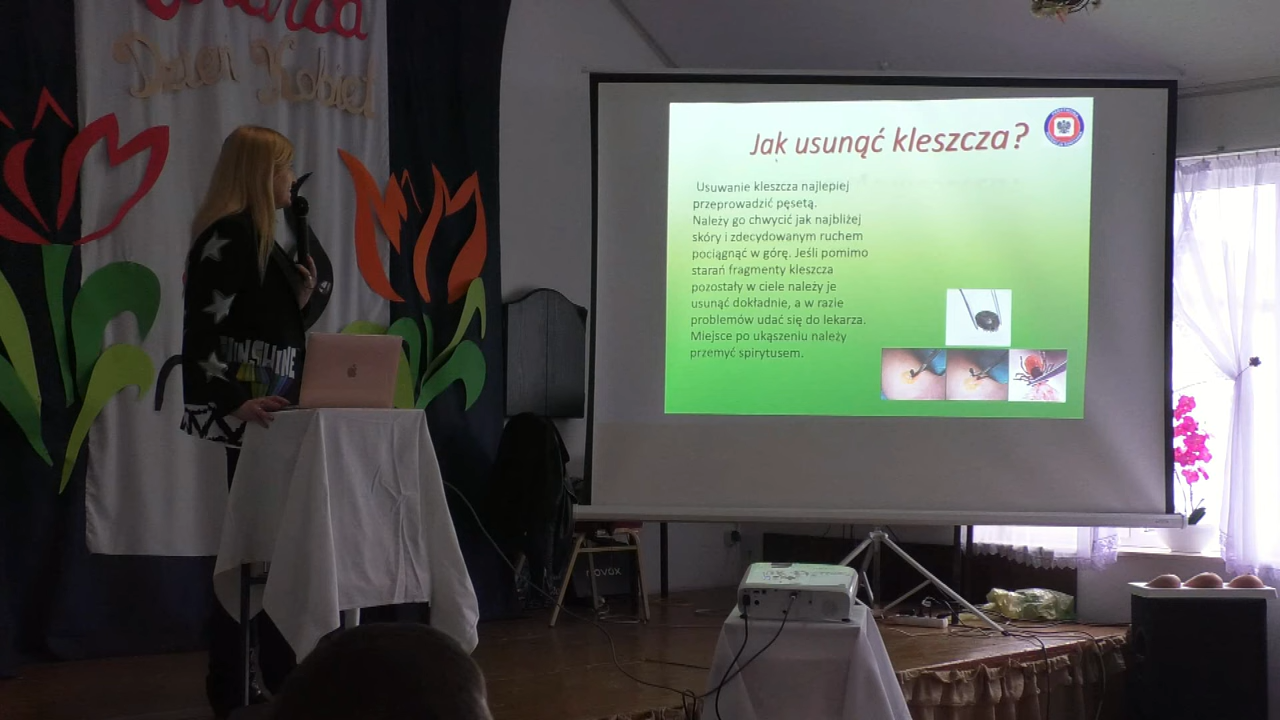 Dzień Kobiet
Jak usunąć kleszcza?
Usuwanie kleszcza najlepiej
przeprowadzić pęsetą.
Należy go chwycić jak najbliżej
skóry i zdecydowanym ruchem
pociągnąć w górę. Jeśli pomimo
starań fragmenty kleszcza
pozostały w ciele należy je
usunąć dokładnie, a w razie
problemów udać się do lekarza.
Miejsce po ukąszeniu należy
przemyć spirytusem.
SUNSHINE
novox